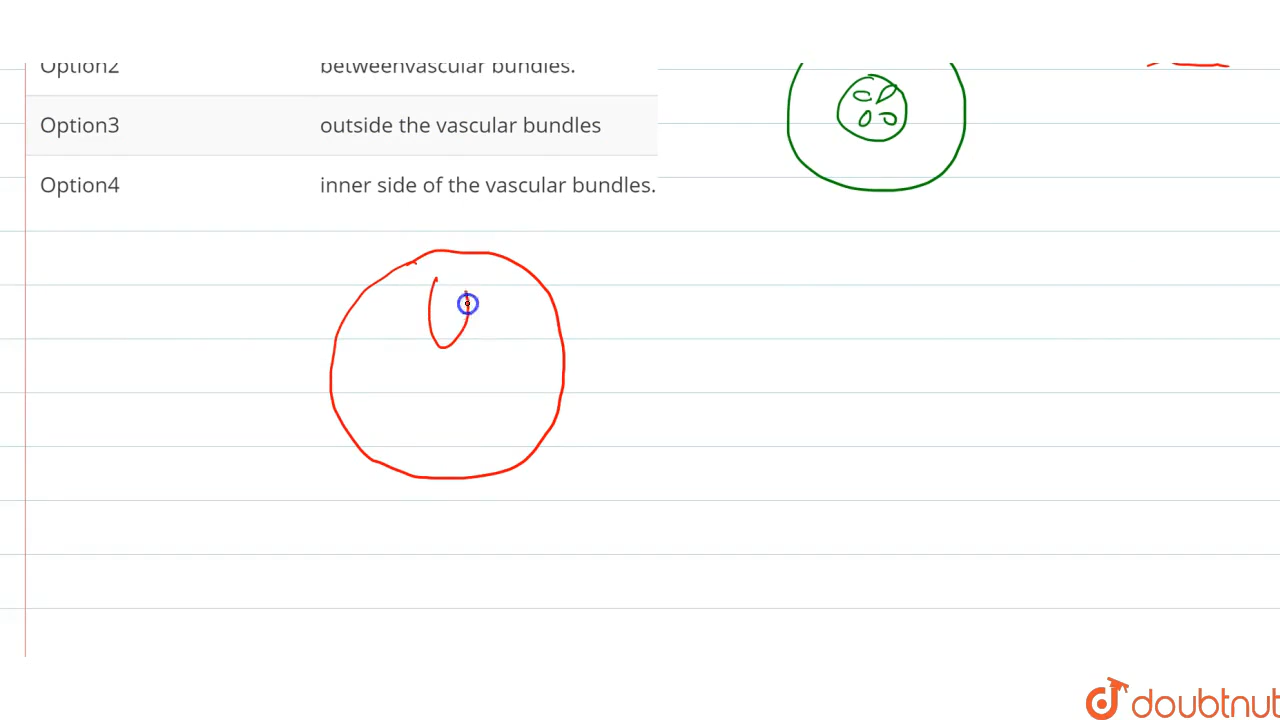 Option2 betweenvascular bundles.
Option3 outside the vascular bundles
Option4 inner side of the vascular bundles.
doubtnut